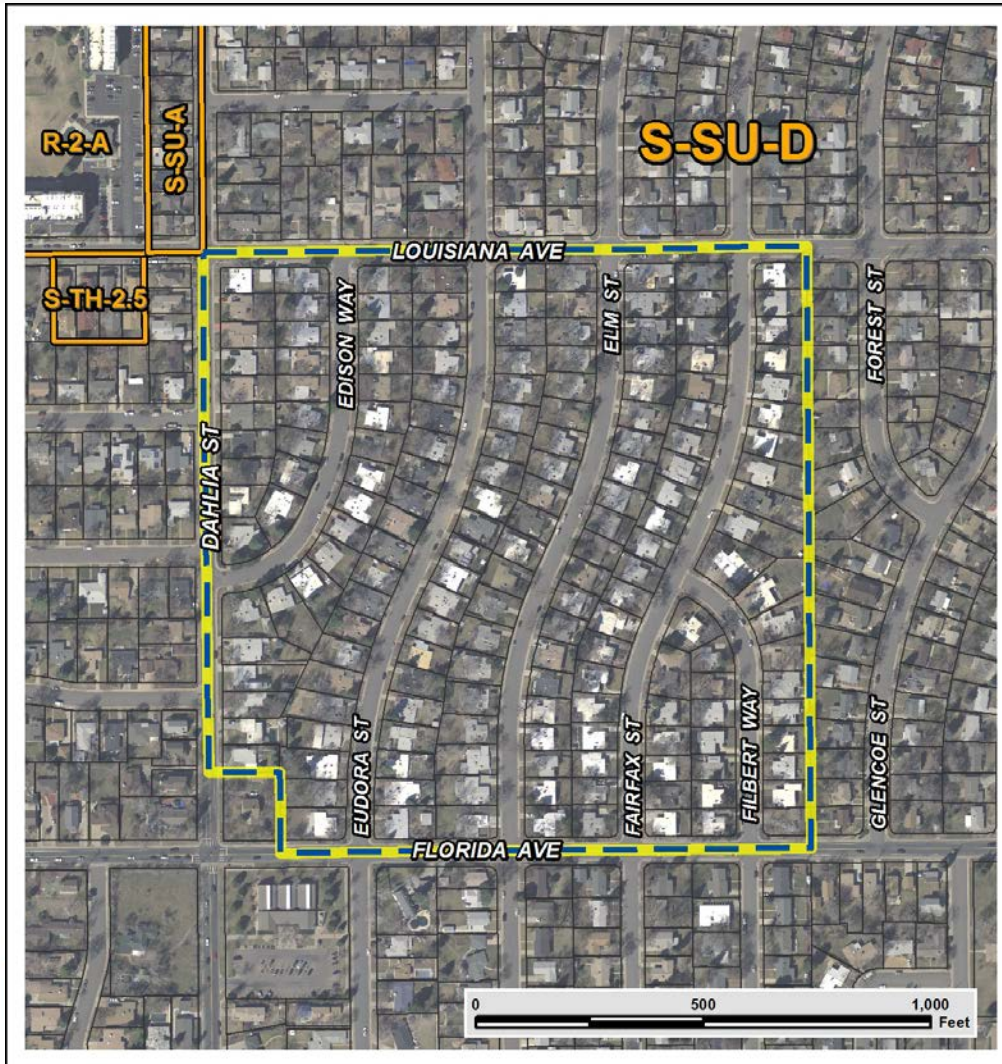 R-2-A
S-SU-A
S-SU-D
LOUISIANA AVE
S-TH-2.5
EDISON WAY
ELM ST
FOREST ST
DAHLIA ST
EUDORA ST
FAIRFAX ST
FILBERT WAY
GLENCOE ST
FLORIDA AVE
0 500 1,000
Feet